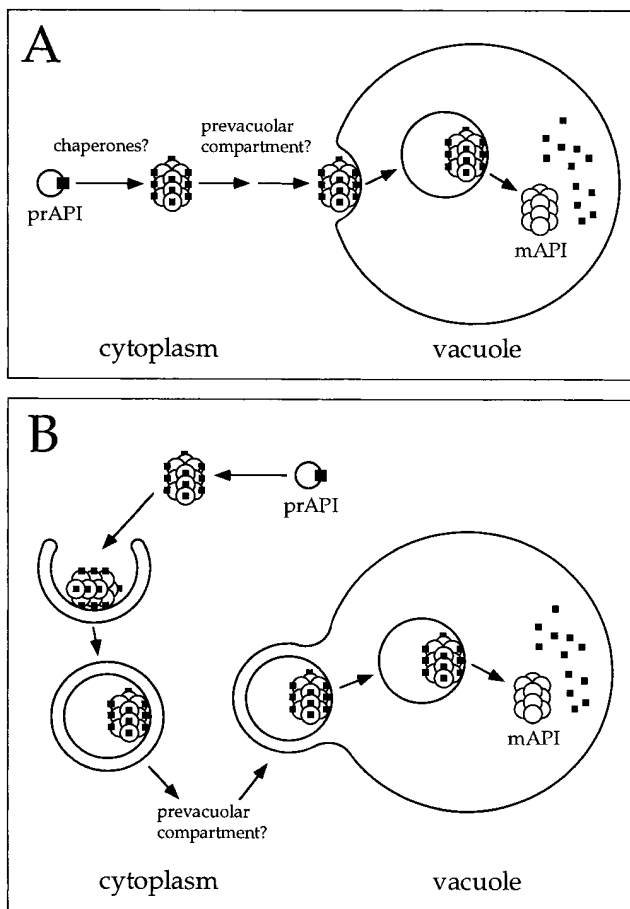 A
chaperones?
prevacuolar
compartment?
prAPI
mAPI
cytoplasm
vacuole
B
prAPI
mAPI
prevacuolar
compartment?
cytoplasm
vacuole